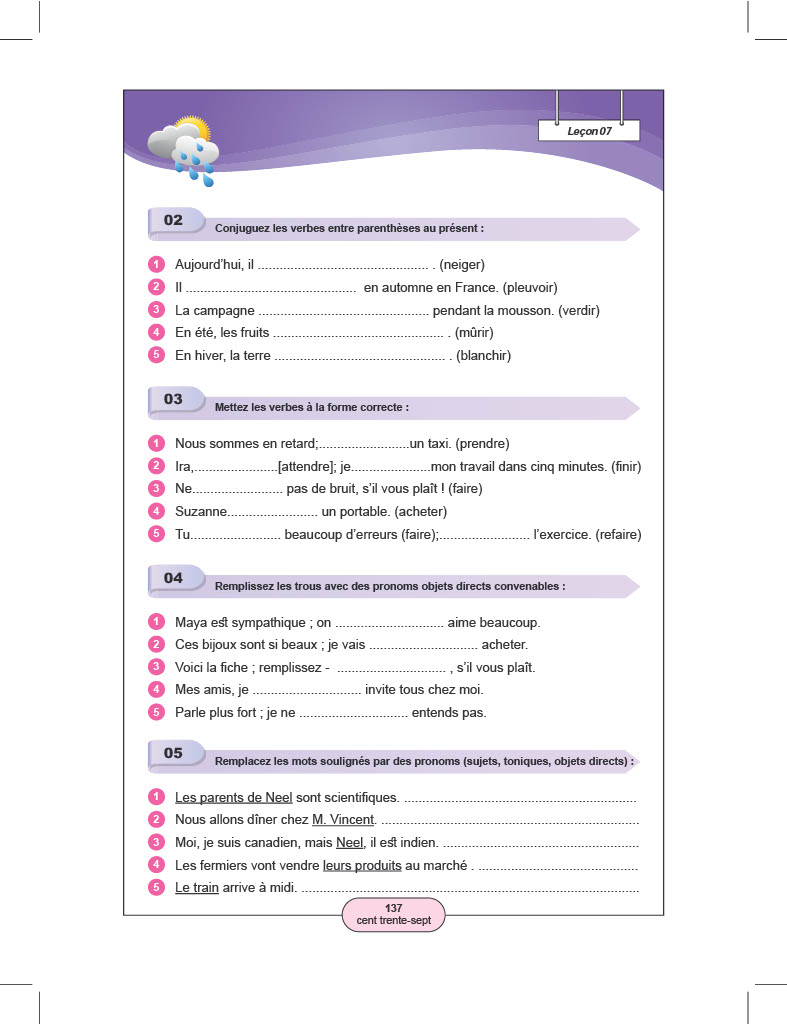 Leçon 07
02 Conjuguez les verbes entre parenthèses au présent :
1 Aujourd'hui, il ............................................... . (neiger)
2 Il ............................................... en automne en France. (pleuvoir)
3 La campagne ............................................... pendant la mousson. (verdir)
4 En été, les fruits ............................................... . (mûrir)
5 En hiver, la terre ............................................... . (blanchir)
03 Mettez les verbes à la forme correcte :
1 Nous sommes en retard;.........................un taxi. (prendre)
2 Ira,.......................[attendre]; je......................mon travail dans cinq minutes. (finir)
3 Ne......................... pas de bruit, s'il vous plaît ! (faire)
4 Suzanne......................... un portable. (acheter)
5 Tu......................... beaucoup d'erreurs (faire);......................... l'exercice. (refaire)
04 Remplissez les trous avec des pronoms objets directs convenables :
1 Maya est sympathique ; on .............................. aime beaucoup.
2 Ces bijoux sont si beaux ; je vais .............................. acheter.
3 Voici la fiche ; remplissez - .............................. , s'il vous plaît.
4 Mes amis, je .............................. invite tous chez moi.
5 Parle plus fort ; je ne .............................. entends pas.
05 Remplacez les mots soulignés par des pronoms (sujets, toniques, objets directs) :
1 Les parents de Neel sont scientifiques. ................................................................
2 Nous allons dîner chez M. Vincent. .......................................................................
3 Moi, je suis canadien, mais Neel, il est indien. ......................................................
4 Les fermiers vont vendre leurs produits au marché . ............................................
5 Le train arrive à midi. .............................................................................................
137
cent trente-sept